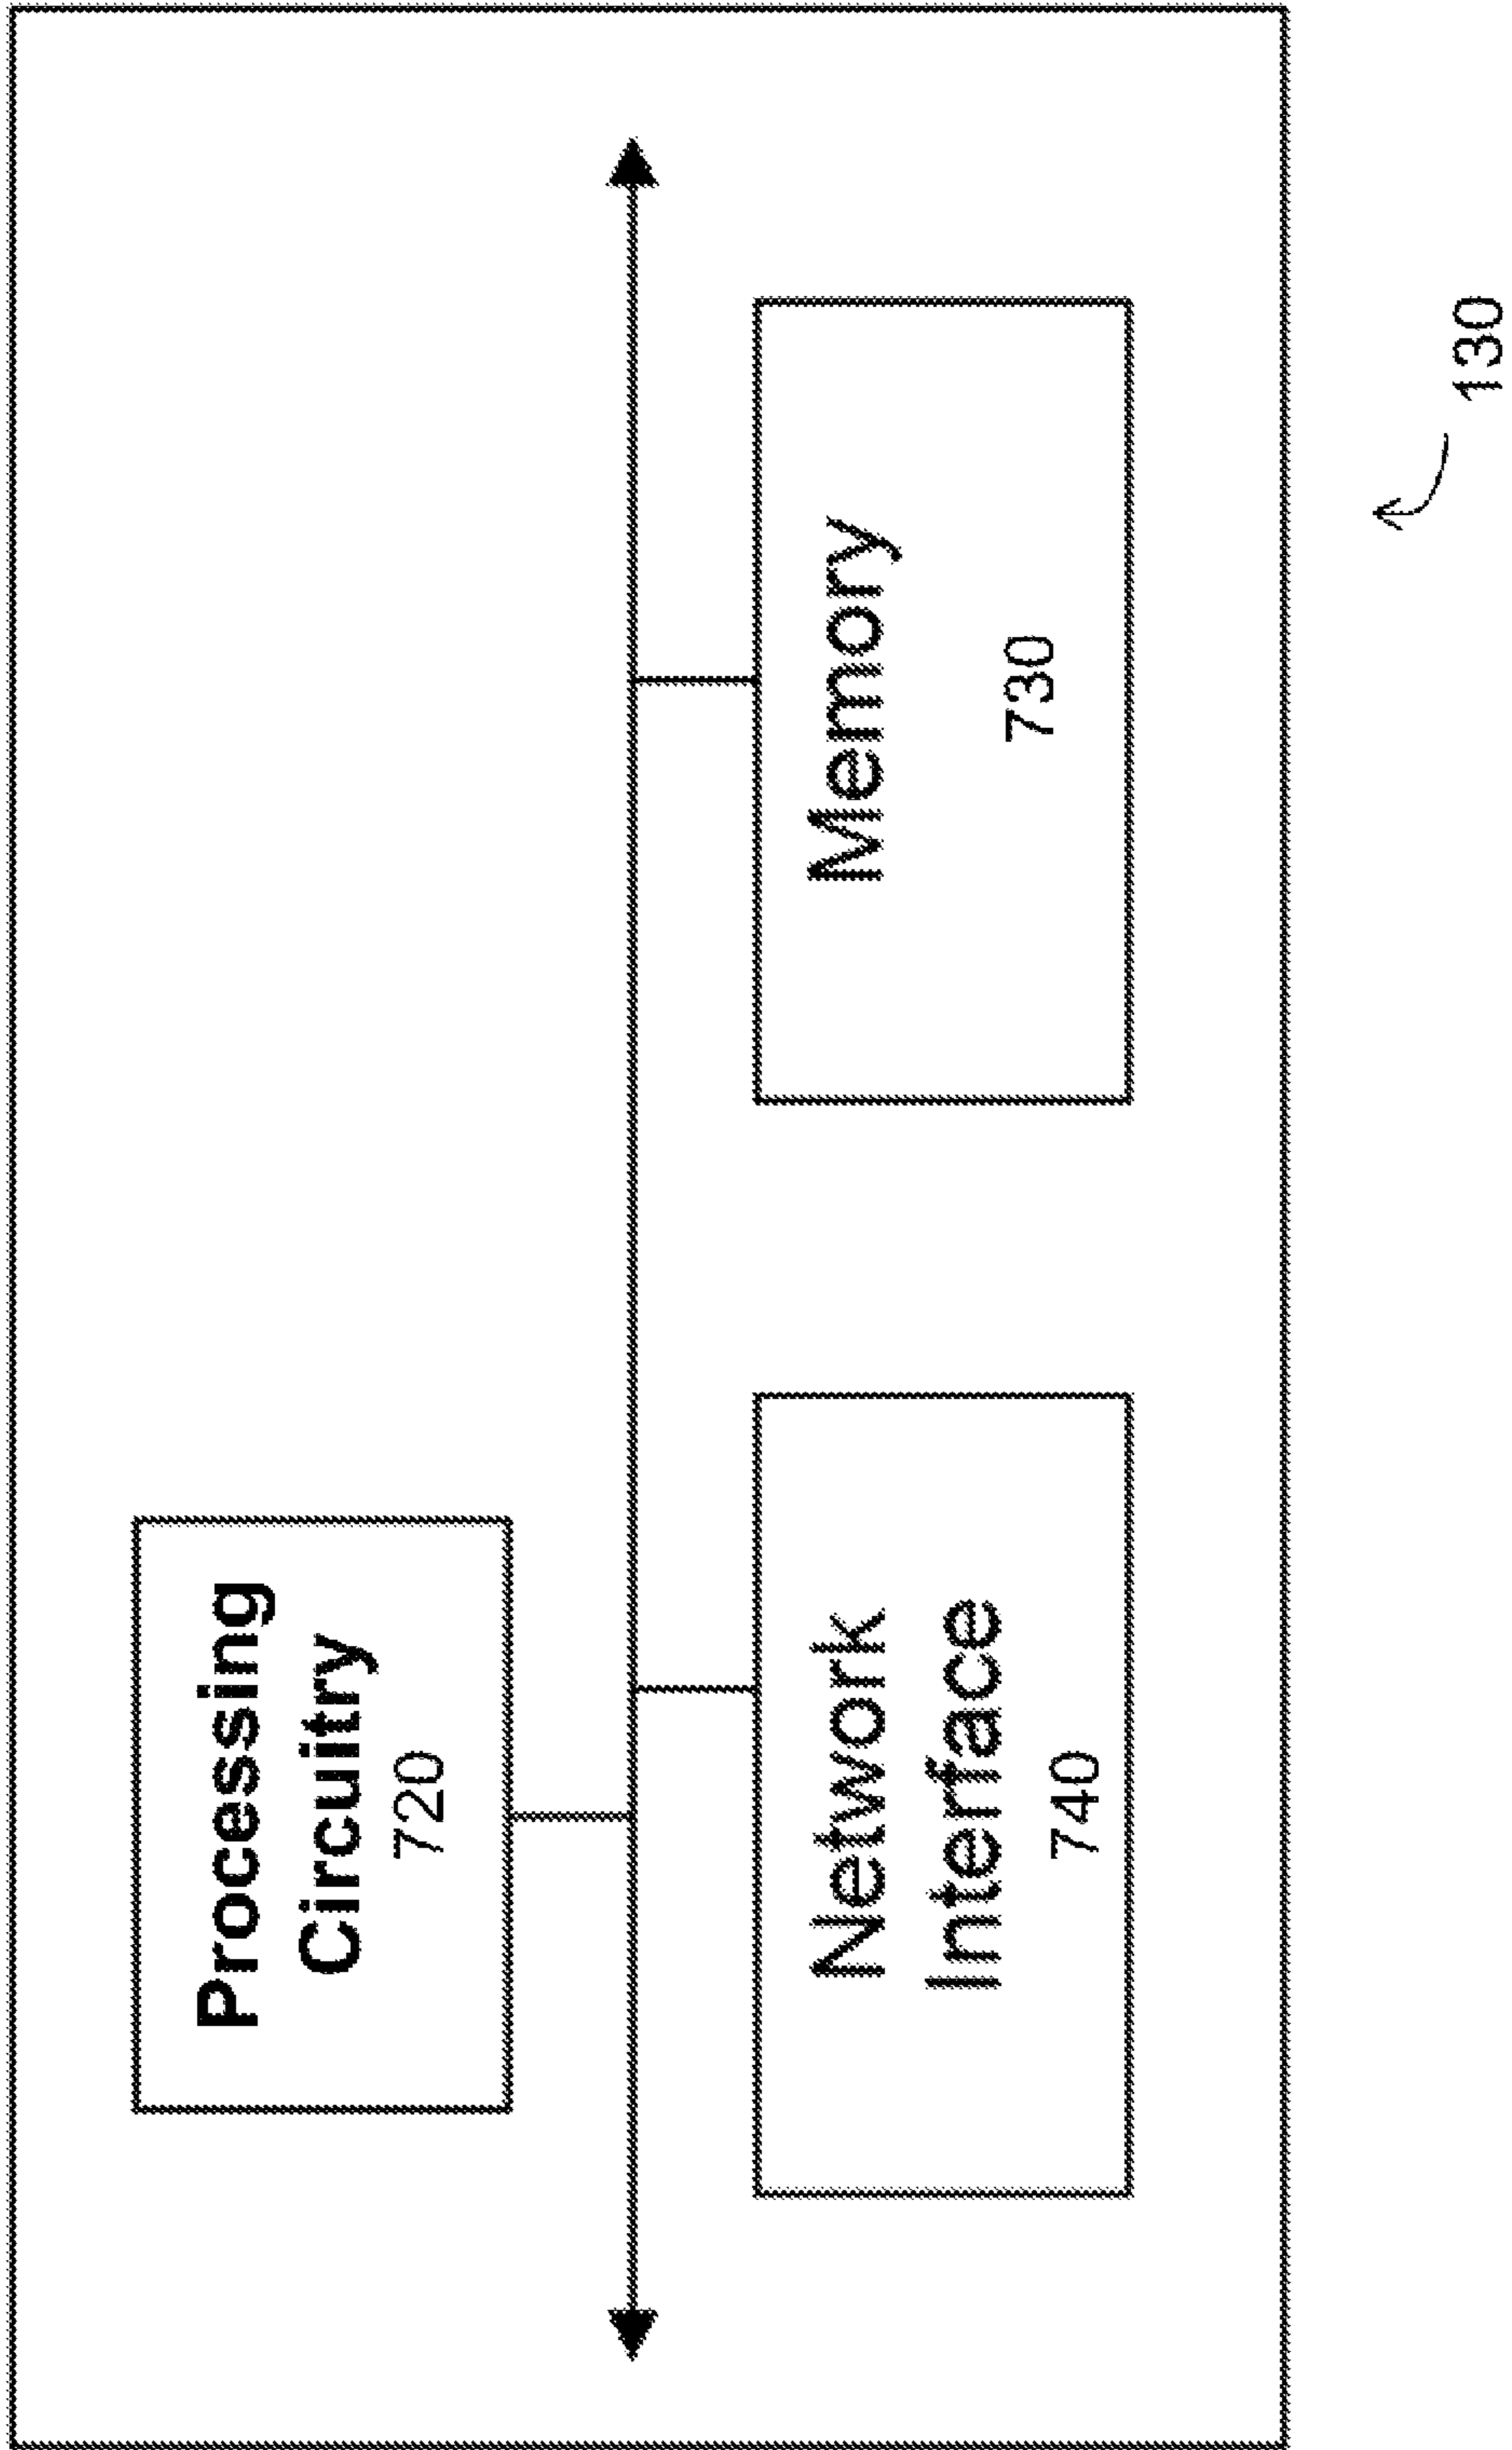 Processing
Circuitry
720
Network
Interface
740
Memory
730
130